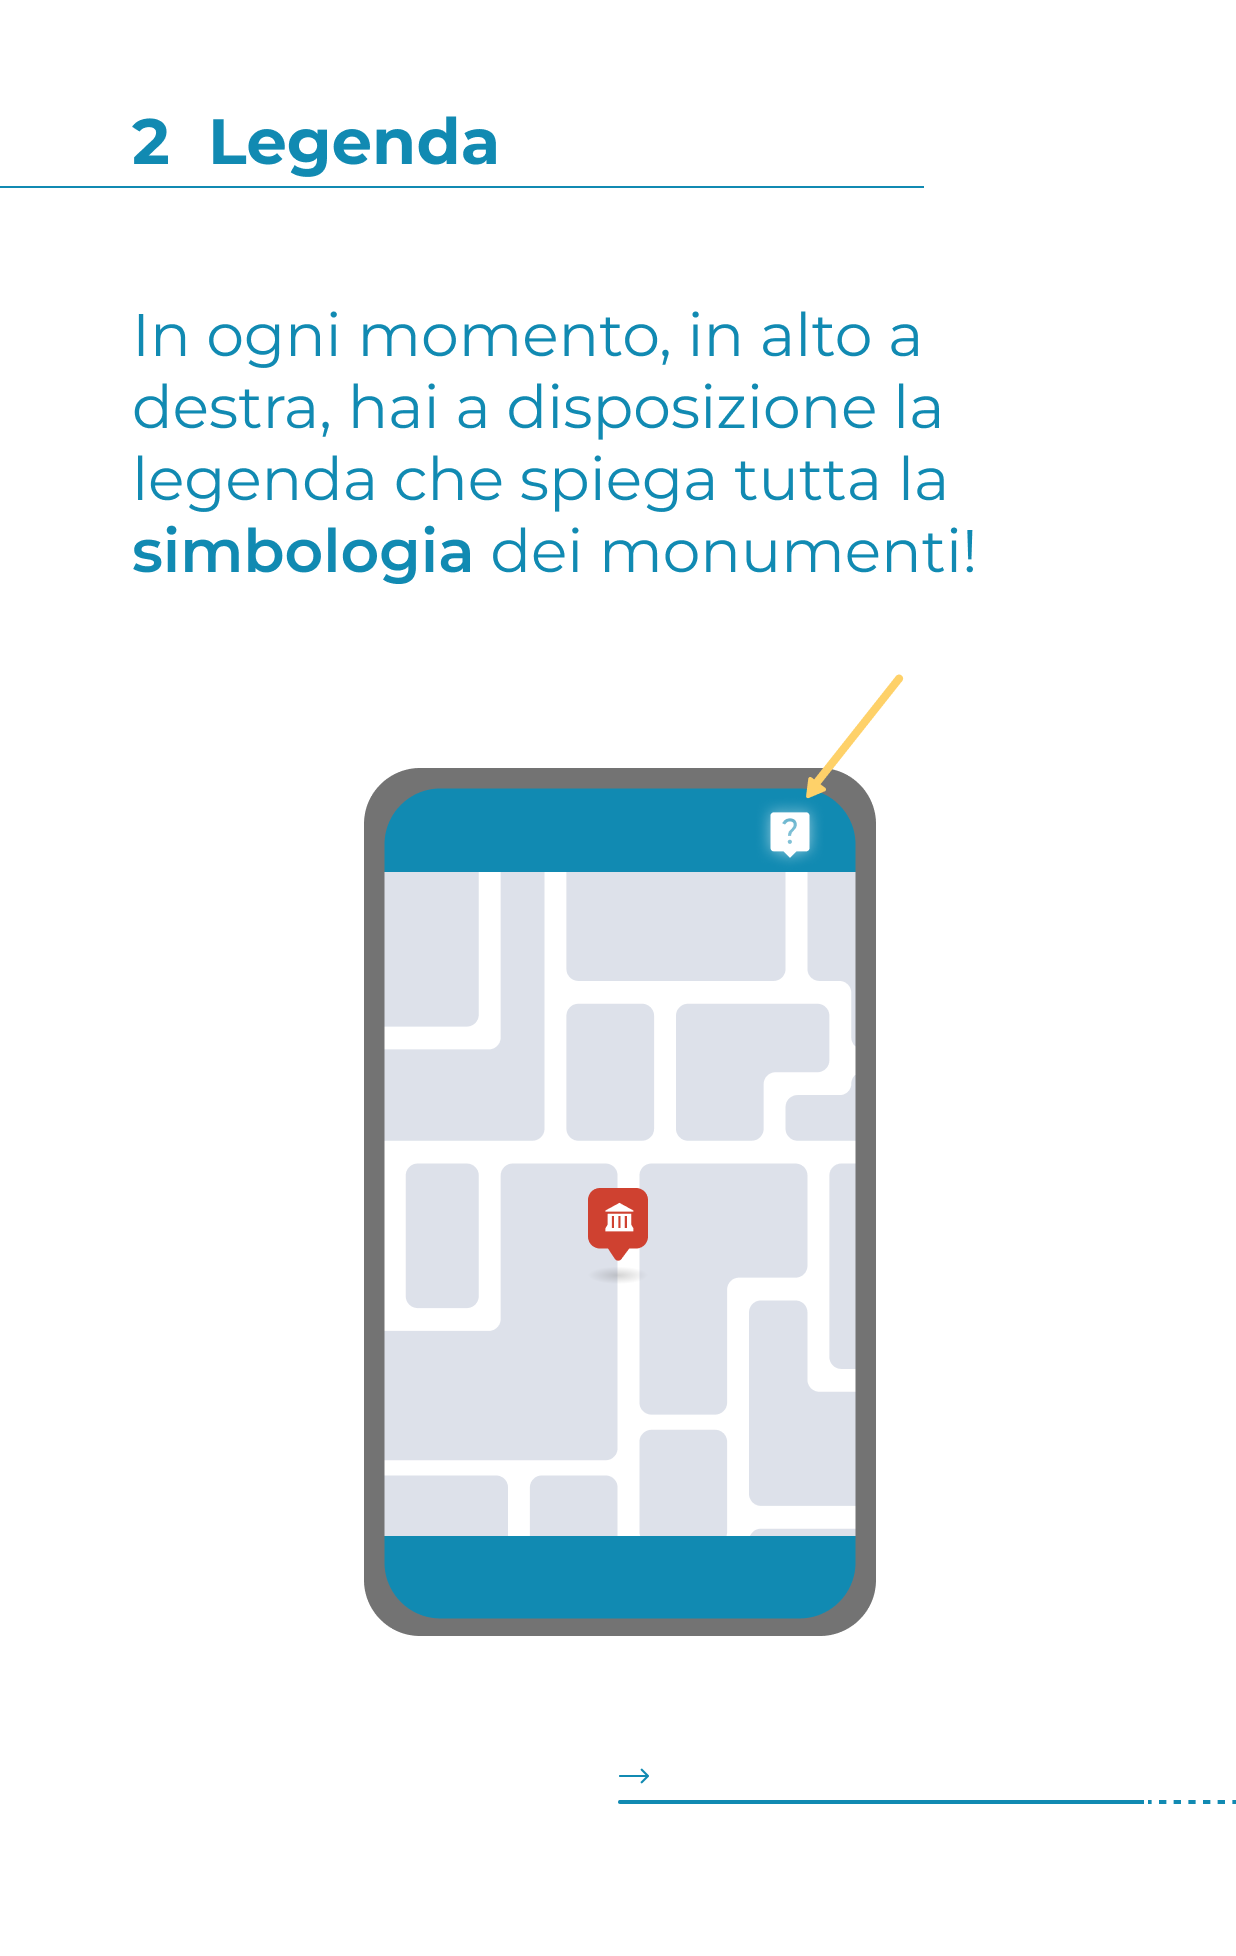 2 Legenda
In ogni momento, in alto a
destra, hai a disposizione la
legenda che spiega tutta la
simbologia dei monumenti!
?